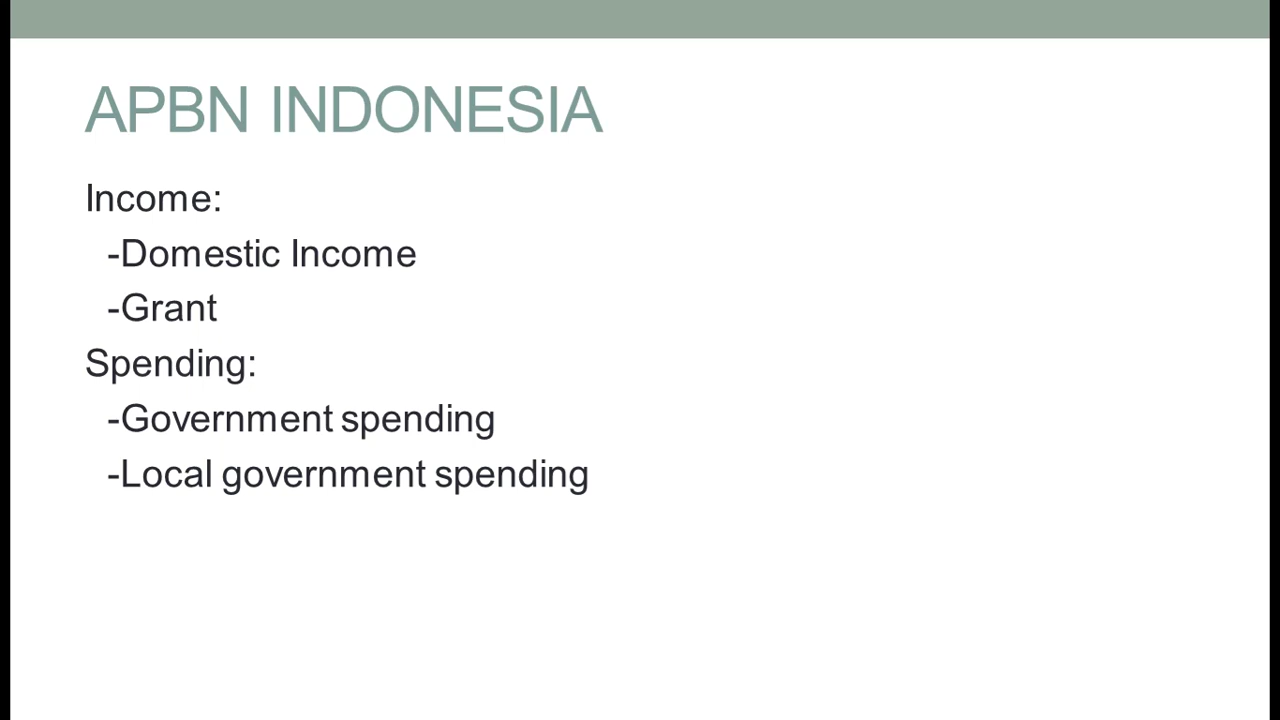 APBN INDONESIA
Income:
-Domestic Income
-Grant
Spending:
-Government spending
-Local government spending